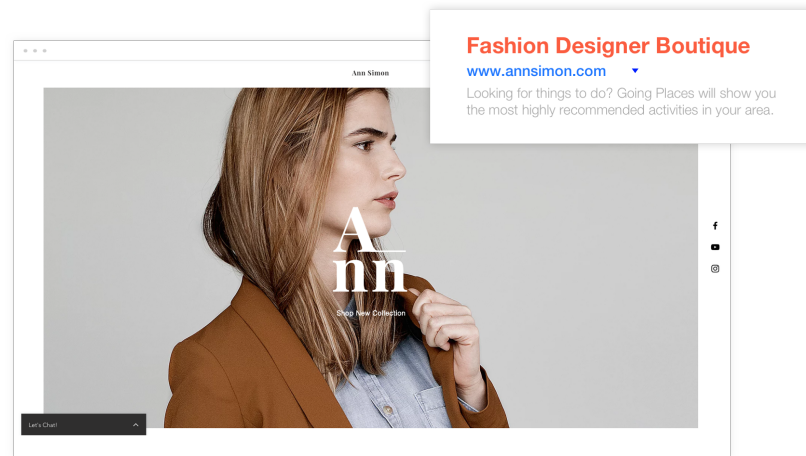 Fashion Designer Boutique
www.annsimon.com
Looking for things to do? Going Places will show you
the most highly recommended activities in your area.
Ann Simon
A
nn
Shop New Collection
Let's Chat!